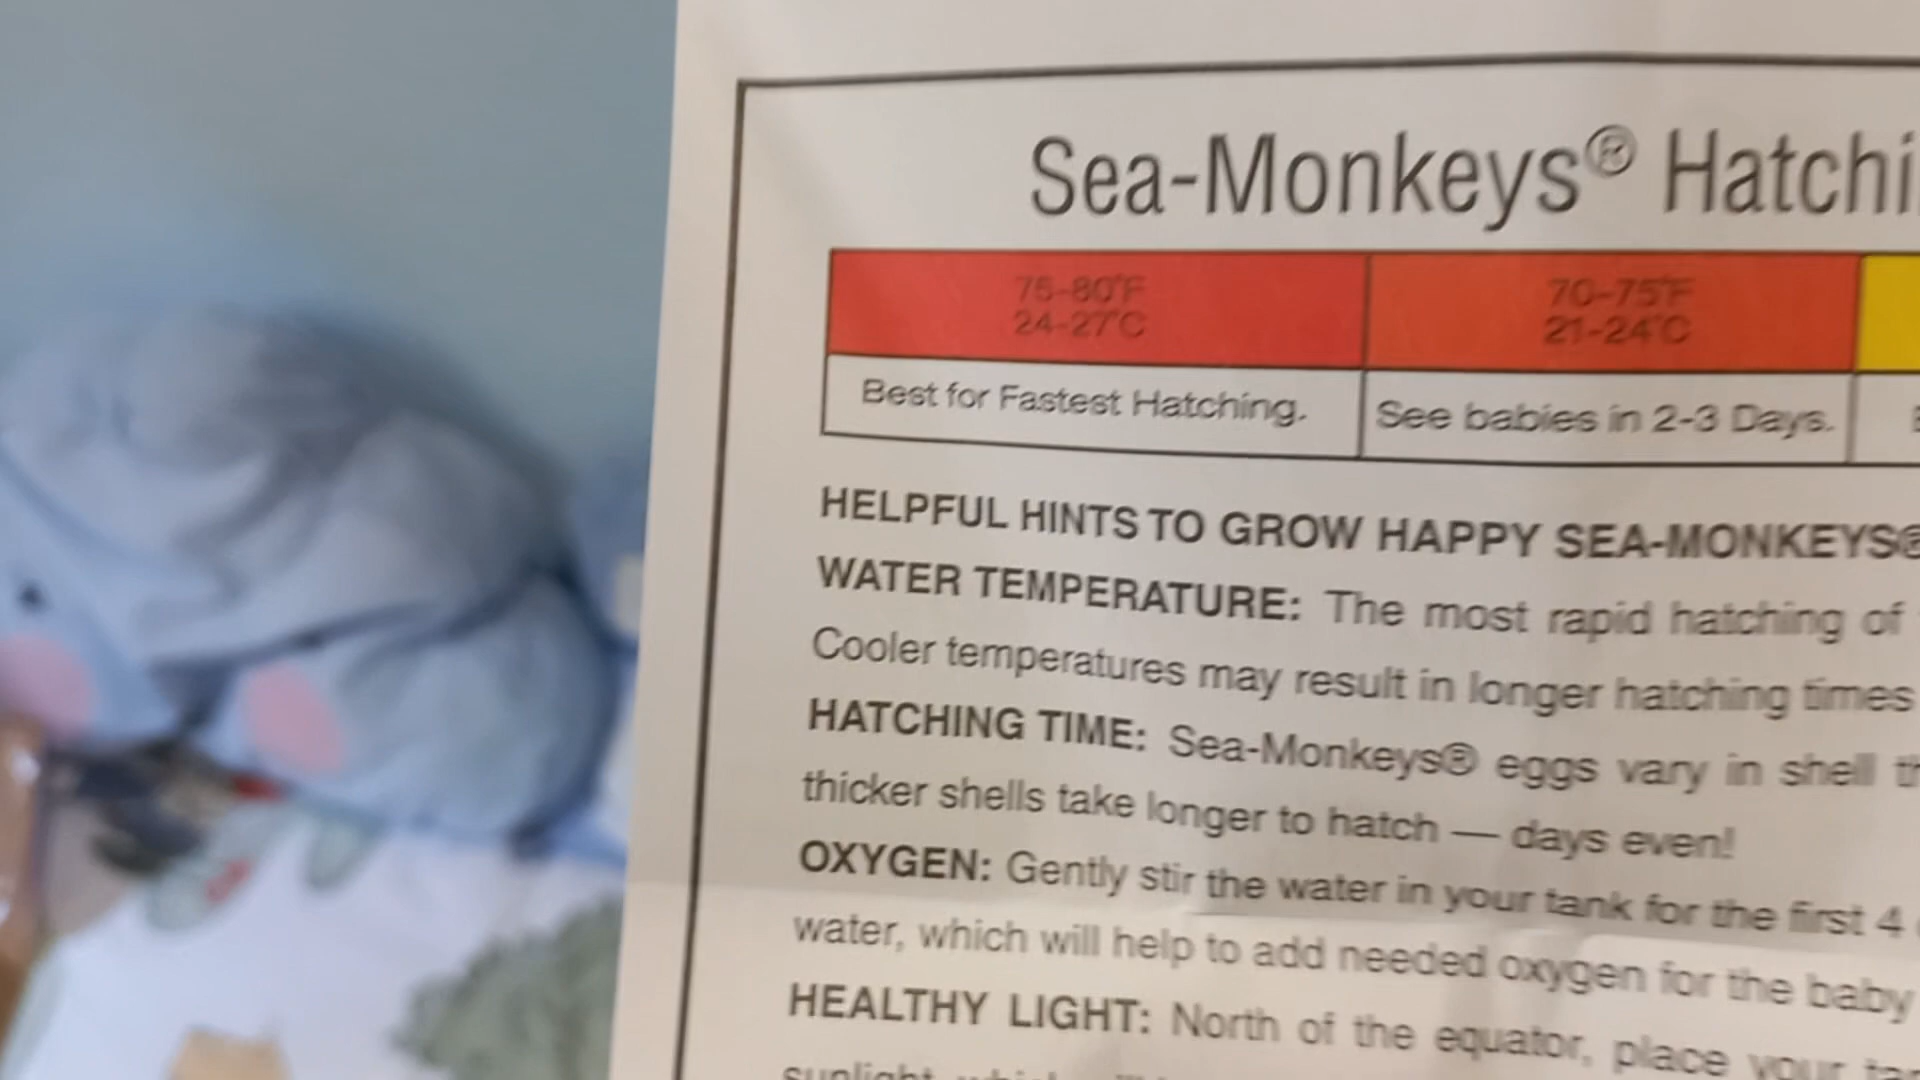 Sea-Monkeys® Hatchi
75-80°F 70-75°F
24-27°C 21-24°C
Best for Fastest Hatching. See babies in 2-3 Days.
HELPFUL HINTS TO GROW HAPPY SEA-MONKEYS®
WATER TEMPERATURE: The most rapid hatching of
Cooler temperatures may result in longer hatching times
HATCHING TIME: Sea-Monkeys® eggs vary in shell th
thicker shells take longer to hatch — days even!
OXYGEN: Gently stir the water in your tank for the first 4
water, which will help to add needed oxygen for the baby
HEALTHY LIGHT: North of the equator, place your tan
sunlight,